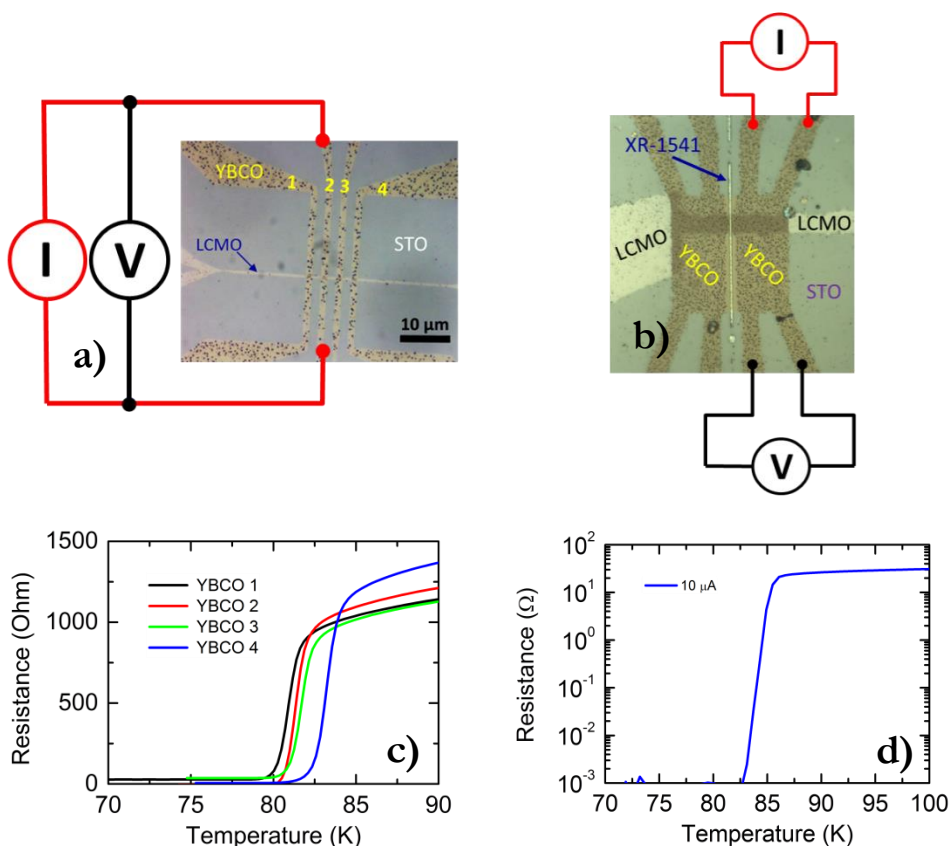 I
V
a)
YBCO
1
2
3
4
LCMO
STO
10 μm
I
XR-1541
LCMO
LCMO
YBCO
YBCO
STO
b)
V
1500
1000
500
0
Resistance (Ohm)
YBCO 1
YBCO 2
YBCO 3
YBCO 4
c)
70 75 80 85 90
Temperature (K)
10²
10¹
10⁰
10⁻¹
10⁻²
10⁻³
Resistance (Ω)
10 μA
d)
70 75 80 85 90 95 100
Temperature (K)